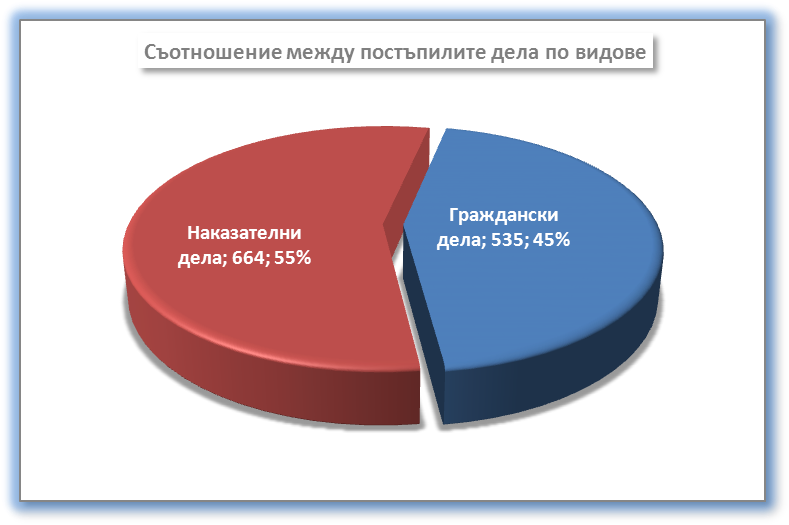 Съотношение между постъпилите дела по видове
Наказателни
дела; 664; 55%
Граждански
дела; 535; 45%